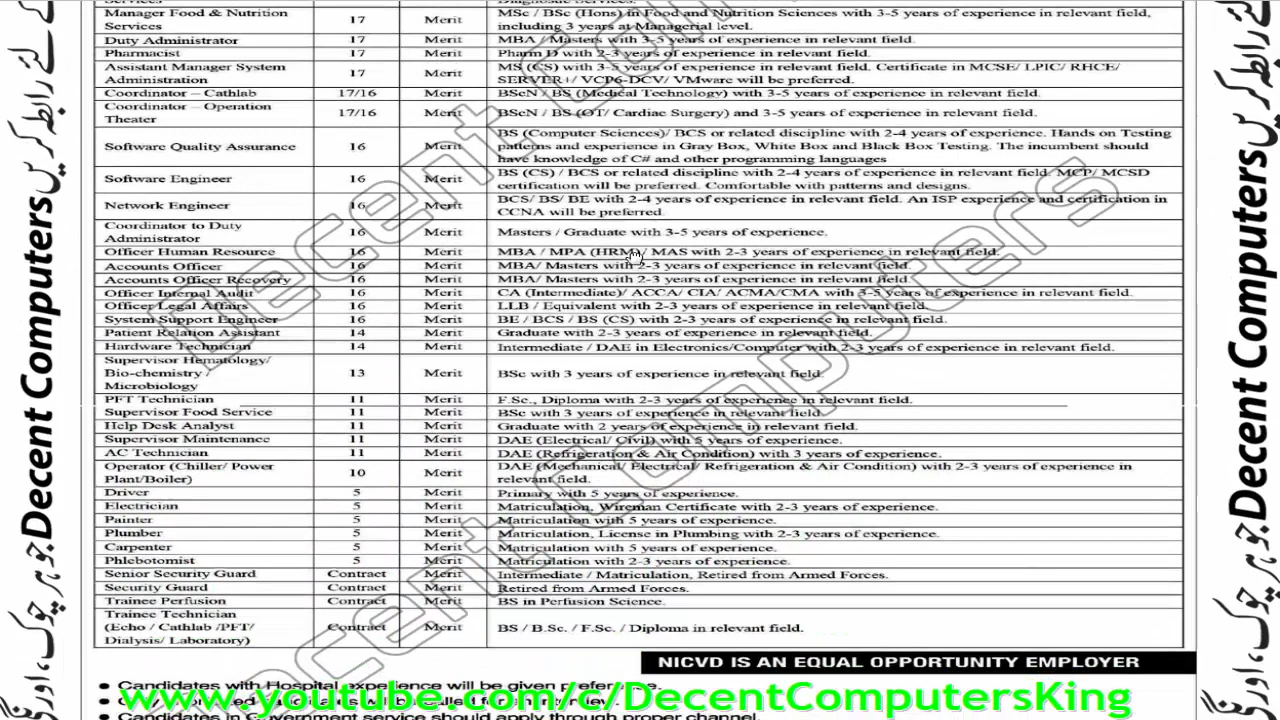 Services
Diagnostic Services.
Manager Food & Nutrition Services 17 Merit MSc / BSc (Hons) in Food and Nutrition Sciences with 3-5 years of experience in relevant field, including 3 years at Managerial level.
Duty Administrator 17 Merit MBA / Masters with 3-5 years of experience in relevant field.
Pharmacist 17 Merit Pharm D with 2-3 years of experience in relevant field.
Assistant Manager System Administration 17 Merit MS (CS) with 3-5 years of experience in relevant field. Certificate in MCSE/ LPIC/ RHCE/ SERVER+/ VCP6-DCV/ VMware will be preferred.
Coordinator – Cathlab 17/16 Merit BScN / BS (Medical Technology) with 3-5 years of experience in relevant field.
Coordinator – Operation Theater 17/16 Merit BScN / BS (OT/ Cardiac Surgery) and 3-5 years of experience in relevant field.
Software Quality Assurance 16 Merit BS (Computer Sciences)/ BCS or related discipline with 2-4 years of experience. Hands on Testing patterns and experience in Gray Box, White Box and Black Box Testing. The incumbent should have knowledge of C# and other programming languages
Software Engineer 16 Merit BS (CS) / BCS or related discipline with 2-4 years of experience in relevant field. MCP/ MCSD certification will be preferred. Comfortable with patterns and designs.
Network Engineer 16 Merit BCS/ BS/ BE with 2-4 years of experience in relevant field. An ISP experience and certification in CCNA will be preferred.
Coordinator to Duty Administrator 16 Merit Masters / Graduate with 3-5 years of experience.
Officer Human Resource 16 Merit MBA / MPA (HRM) / MAS with 2-3 years of experience in relevant field.
Accounts Officer 16 Merit MBA/ Masters with 2-3 years of experience in relevant field.
Accounts Officer Recovery 16 Merit MBA/ Masters with 2-3 years of experience in relevant field.
Officer Internal Audit 16 Merit CA (Intermediate)/ ACCA/ CIA/ ACMA/CMA with 3-5 years of experience in relevant field.
Officer Legal Affairs 16 Merit LLB / Equivalent with 2-3 years of experience in relevant field.
System Support Engineer 16 Merit BE / BCS / BS (CS) with 2-3 years of experience in relevant field.
Patient Relation Assistant 14 Merit Graduate with 2-3 years of experience in relevant field.
Hardware Technician 14 Merit Intermediate / DAE in Electronics/Computer with 2-3 years of experience in relevant field.
Supervisor Hematology/ Bio-chemistry / Microbiology 13 Merit BSc with 3 years of experience in relevant field.
PFT Technician 11 Merit F.Sc., Diploma with 2-3 years of experience in relevant field.
Supervisor Food Service 11 Merit BSc with 3 years of experience in relevant field.
Help Desk Analyst 11 Merit Graduate with 2 years of experience in relevant field.
Supervisor Maintenance 11 Merit DAE (Electrical/ Civil) with 5 years of experience.
AC Technician 11 Merit DAE (Refrigeration & Air Condition) with 3 years of experience.
Operator (Chiller/ Power Plant/Boiler) 10 Merit DAE (Mechanical/ Electrical/ Refrigeration & Air Condition) with 2-3 years of experience in relevant field.
Driver 5 Merit Primary with 5 years of experience.
Electrician 5 Merit Matriculation, Wireman Certificate with 2-3 years of experience.
Painter 5 Merit Matriculation with 5 years of experience.
Plumber 5 Merit Matriculation, License in Plumbing with 2-3 years of experience.
Carpenter 5 Merit Matriculation with 5 years of experience.
Phlebotomist 5 Merit Matriculation with 2-3 years of experience.
Senior Security Guard Contract Merit Intermediate / Matriculation, Retired from Armed Forces.
Security Guard Contract Merit Retired from Armed Forces.
Trainee Perfusion Contract Merit BS in Perfusion Science.
Trainee Technician (Echo / Cathlab /PFT/ Dialysis/ Laboratory) Contract Merit BS / B.Sc. / F.Sc. / Diploma in relevant field.
NICVD IS AN EQUAL OPPORTUNITY EMPLOYER
• Candidates with Hospital experience will be given preference.
• Candidates in Government service should apply through proper channel.
www.youtube.com/c/DecentComputersKing
Decent Computers
کے لئے رابطہ کریں Decent Computers جوہر چوک، اورنگی
کے لئے رابطہ کریں Decent Computers جوہر چوک، اورنگی